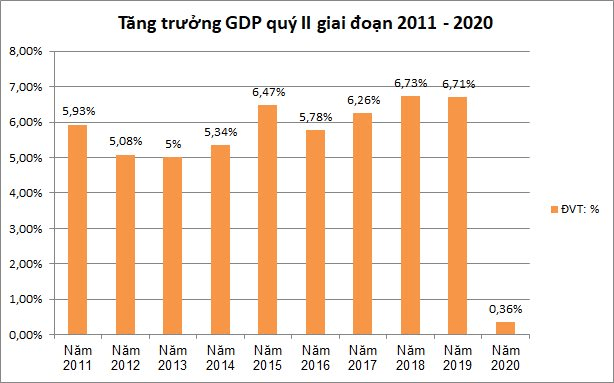 Tăng trưởng GDP quý II giai đoạn 2011 - 2020
8,00%
7,00%
6,00%
5,00%
4,00%
3,00%
2,00%
1,00%
0,00%
5,93%
5,08%
5%
5,34%
6,47%
5,78%
6,26%
6,73%
6,71%
0,36%
Năm 2011
Năm 2012
Năm 2013
Năm 2014
Năm 2015
Năm 2016
Năm 2017
Năm 2018
Năm 2019
Năm 2020
ĐVT: %